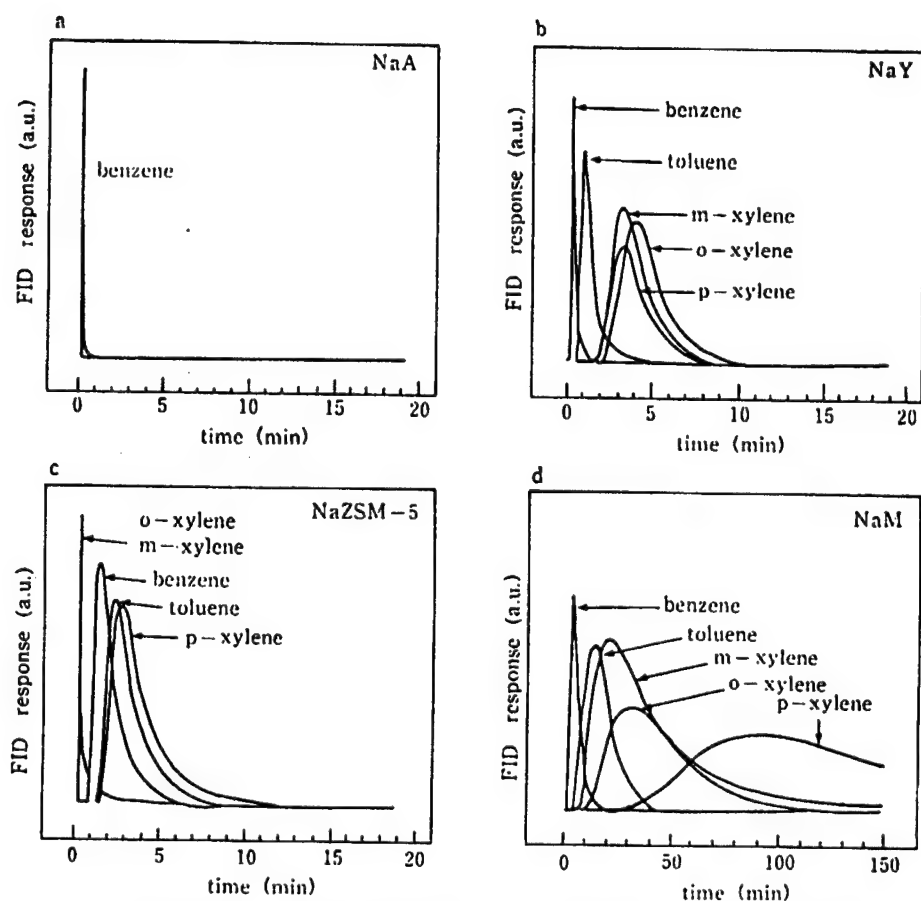 a
NaA
FID response (a.u.)
benzene
0 5 10 15 20
time (min)
b
NaY
FID response (a.u.)
benzene
toluene
m-xylene
o-xylene
p-xylene
0 5 10 15 20
time (min)
c
NaZSM-5
FID response (a.u.)
o-xylene
m-xylene
benzene
toluene
p-xylene
0 5 10 15 20
time (min)
d
NaM
FID response (a.u.)
benzene
toluene
m-xylene
o-xylene
p-xylene
0 50 100 150
time (min)